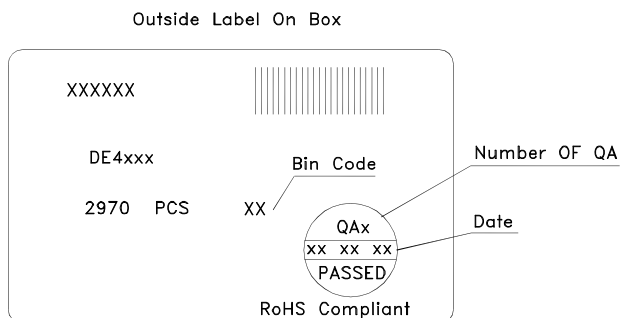 Outside Label On Box
XXXXXX
DE4xxx
Bin Code
Number OF QA
2970 PCS XX
QAx
Date
XX XX XX
PASSED
RoHS Compliant